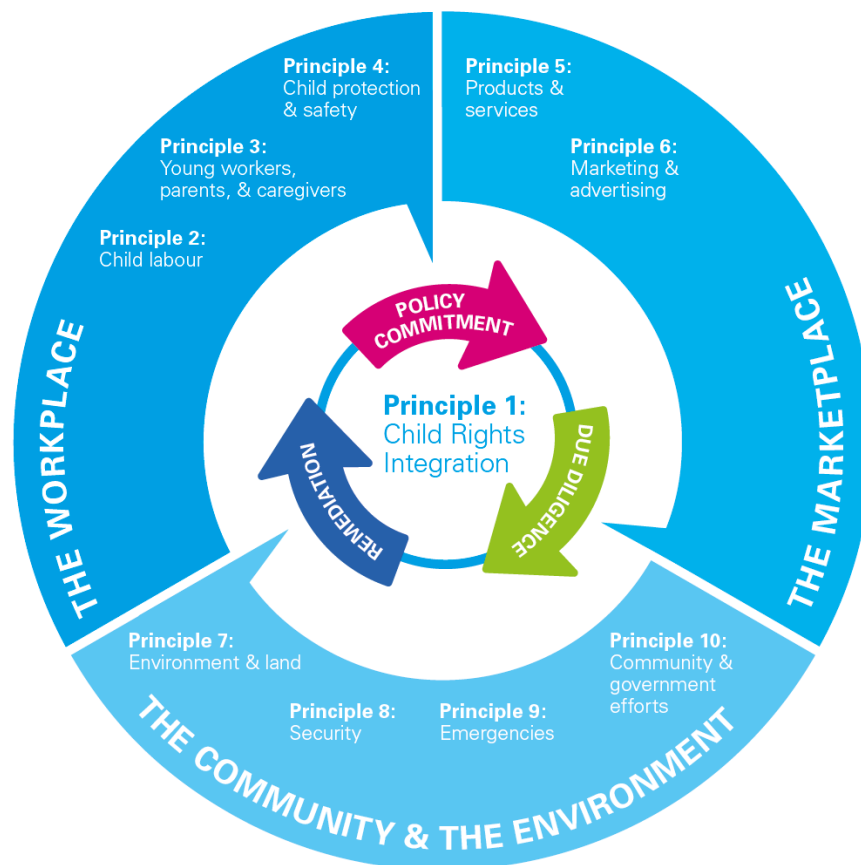 Principle 4:
Child protection
& safety
Principle 3:
Young workers,
parents, & caregivers
Principle 2:
Child labour
THE WORKPLACE
Principle 5:
Products &
services
Principle 6:
Marketing &
advertising
THE MARKETPLACE
POLICY
COMMITMENT
Principle 1:
Child Rights
Integration
DUE DILIGENCE
REMEDIATION
Principle 7:
Environment & land
Principle 8:
Security
Principle 9:
Emergencies
Principle 10:
Community &
government
efforts
THE COMMUNITY & THE ENVIRONMENT